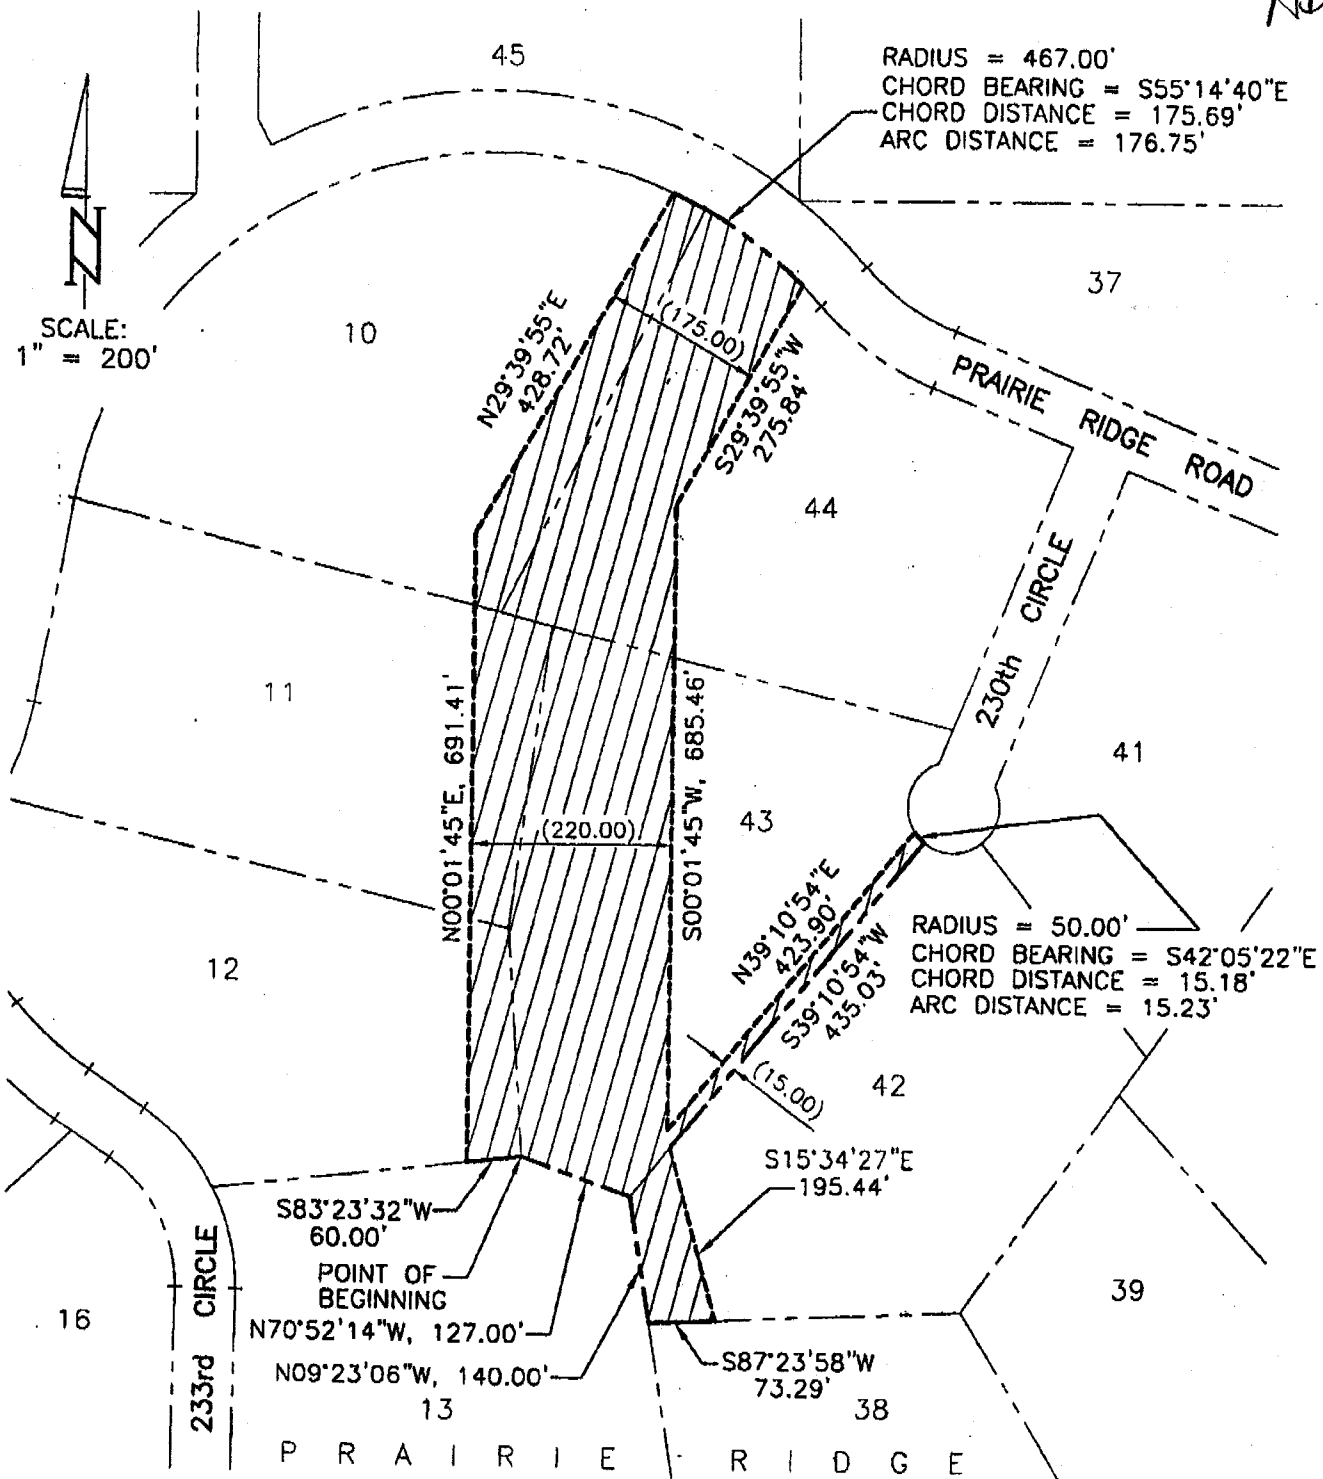 45
RADIUS = 467.00'
CHORD BEARING = S55°14'40"E
CHORD DISTANCE = 175.69'
ARC DISTANCE = 176.75'
N
SCALE:
1" = 200'
10
37
N29°39'55"E
428.72'
(175.00)
S29°39'55"W
275.84'
PRAIRIE RIDGE ROAD
44
230th CIRCLE
11
N00°01'45"E, 691.41'
S00°01'45"W, 685.46'
41
(220.00)
43
N39°10'54"E
423.90'
S39°10'54"W
435.03'
RADIUS = 50.00'
CHORD BEARING = S42°05'22"E
CHORD DISTANCE = 15.18'
ARC DISTANCE = 15.23'
12
42
(15.00)
S15°34'27"E
195.44'
S83°23'32"W
60.00'
POINT OF
BEGINNING
N70°52'14"W, 127.00'
N09°23'06"W, 140.00'
S87°23'58"W
73.29'
16
233rd CIRCLE
39
13
38
PRAIRIE RIDGE